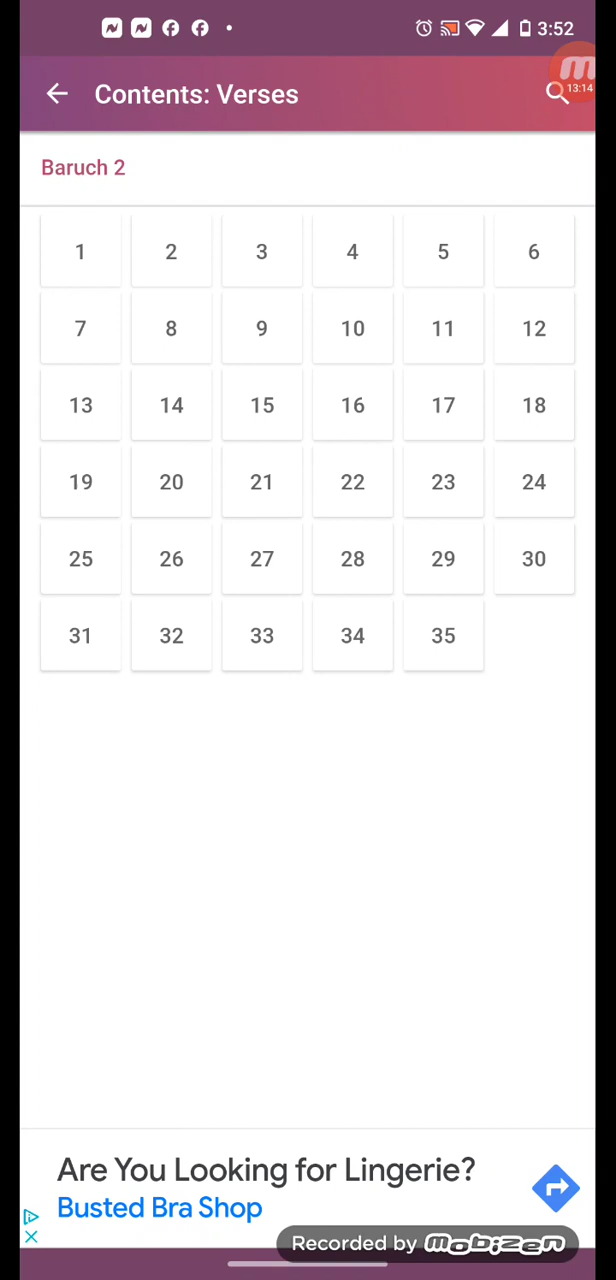 3:52
Contents: Verses
13:14
Baruch 2
1 2 3 4 5 6
7 8 9 10 11 12
13 14 15 16 17 18
19 20 21 22 23 24
25 26 27 28 29 30
31 32 33 34 35
Are You Looking for Lingerie?
Busted Bra Shop
Recorded by mobizen